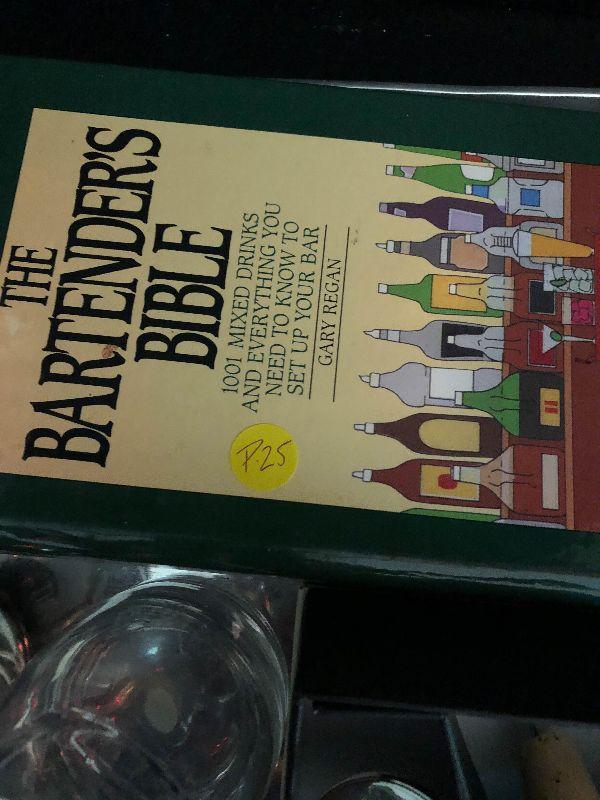 THE
BARTENDER'S
BIBLE
1001 MIXED DRINKS
AND EVERYTHING YOU
NEED TO KNOW TO
SET UP YOUR BAR
GARY REGAN
P.25